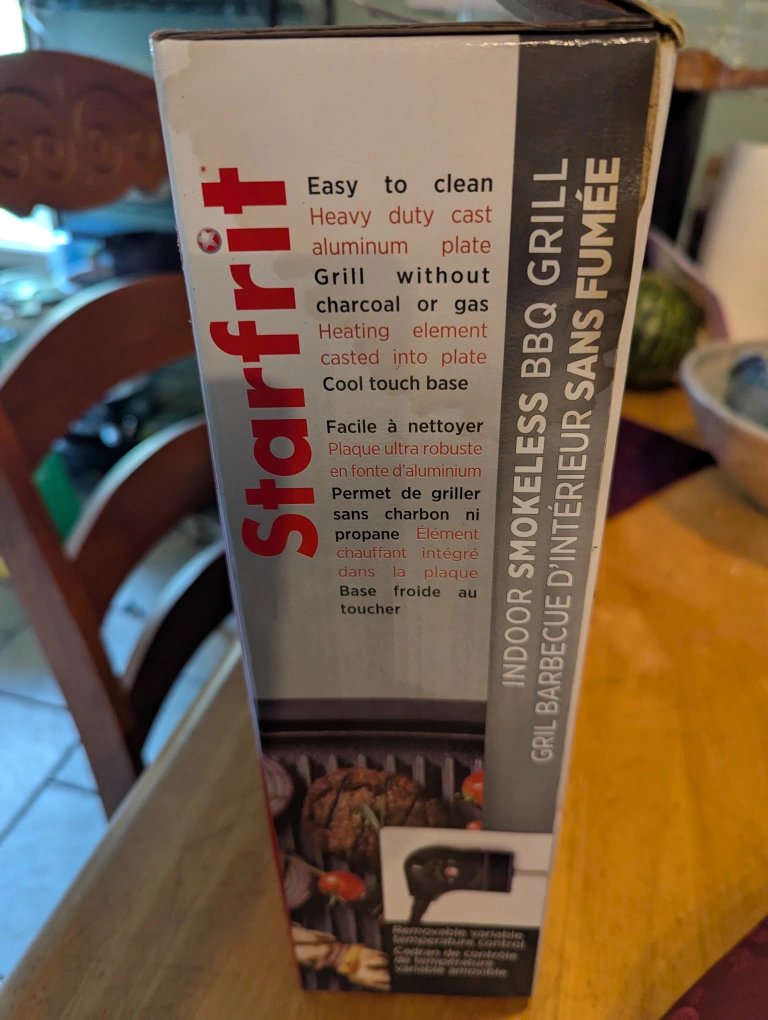 Starfrit
Easy to clean
Heavy duty cast
aluminum plate
Grill without
charcoal or gas
Heating element
casted into plate
Cool touch base
Facile à nettoyer
Plaque ultra robuste
en fonte d'aluminium
Permet de griller
sans charbon ni
propane Élément
chauffant intégré
dans la plaque
Base froide au
toucher
INDOOR SMOKELESS BBQ GRILL
GRIL BARBECUE D'INTÉRIEUR SANS FUMÉE
Removable variable
temperature control
Cadran de contrôle
de température
variable amovible